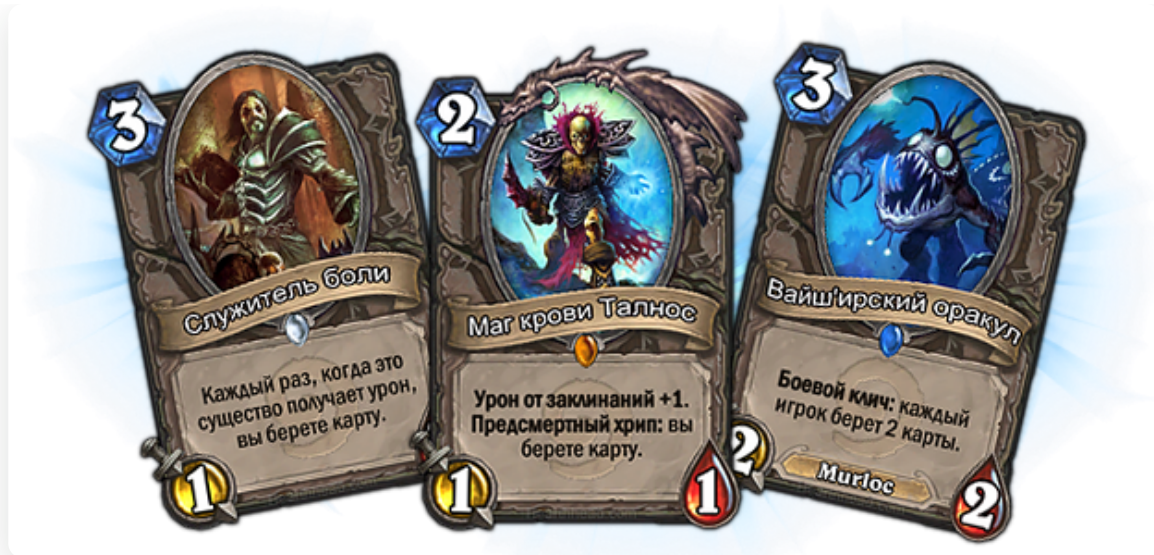 3
Служитель боли
Каждый раз, когда это
существо получает урон,
вы берете карту.
1
2
Маг крови Талнос
Урон от заклинаний +1.
Предсмертный хрип: вы
берете карту.
1
1
3
Вайш'ирский оракул
Боевой клич: каждый
игрок берет 2 карты.
Murloc
2
2